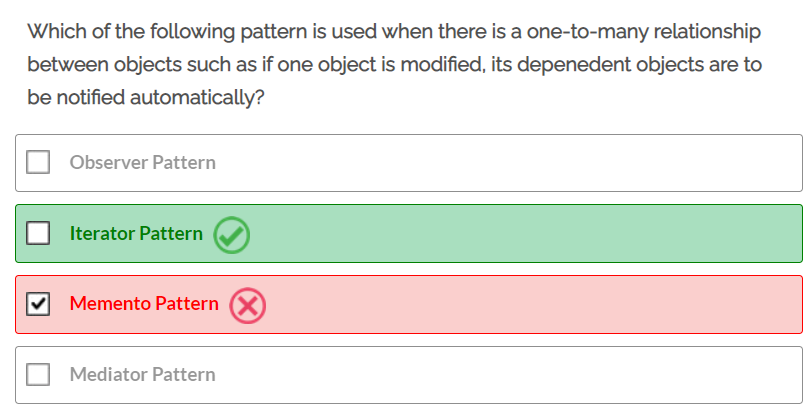 Which of the following pattern is used when there is a one-to-many relationship
between objects such as if one object is modified, its depenedent objects are to
be notified automatically?
Observer Pattern
Iterator Pattern
Memento Pattern
Mediator Pattern